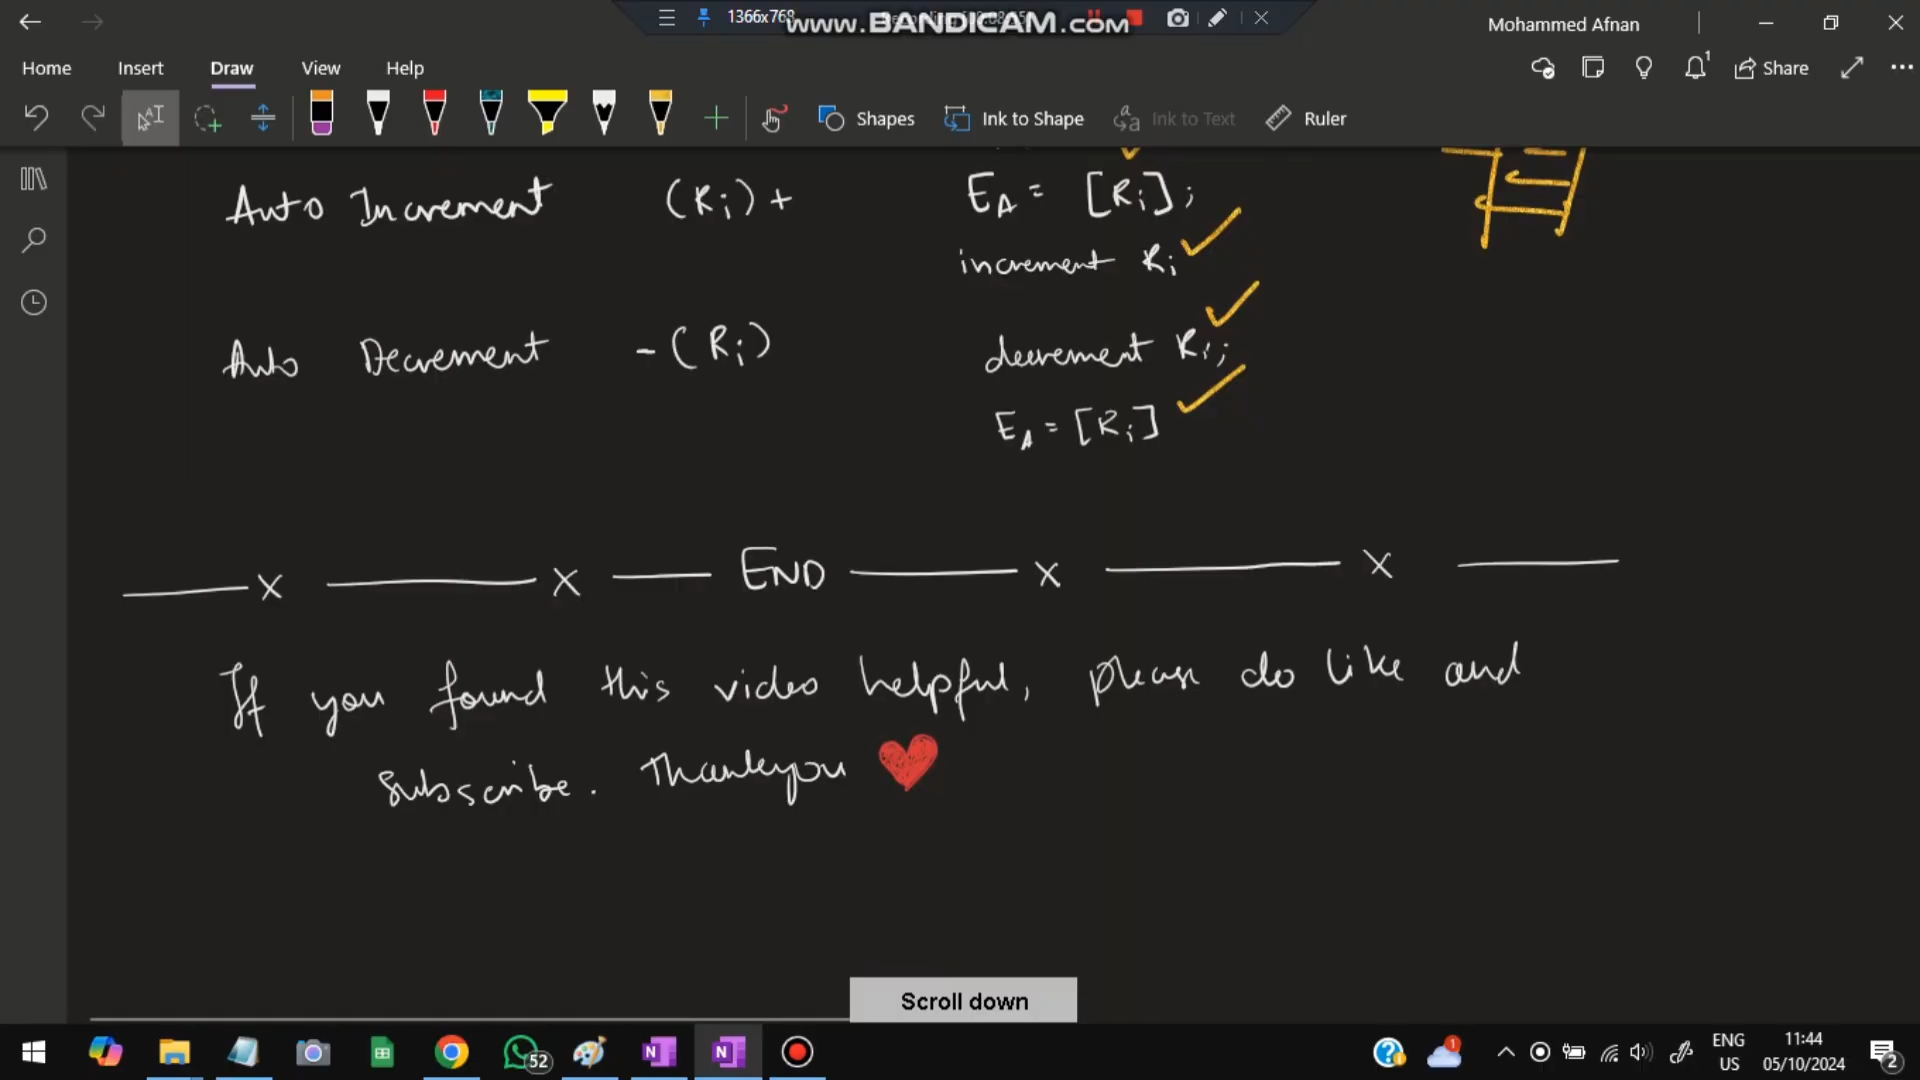 1366x768
www.BANDICAM.com
Mohammed Afnan
Home Insert Draw View Help
Share
Shapes Ink to Shape Ink to Text Ruler
Auto Increment (Ri)+ EA = [Ri];
increment Ri
Auto Decrement -(Ri) decrement Ri;
EA = [Ri]
x x END x x
If you found this video helpful, please do like and
subscribe. Thankyou
Scroll down
52
ENG
US
11:44
05/10/2024
2